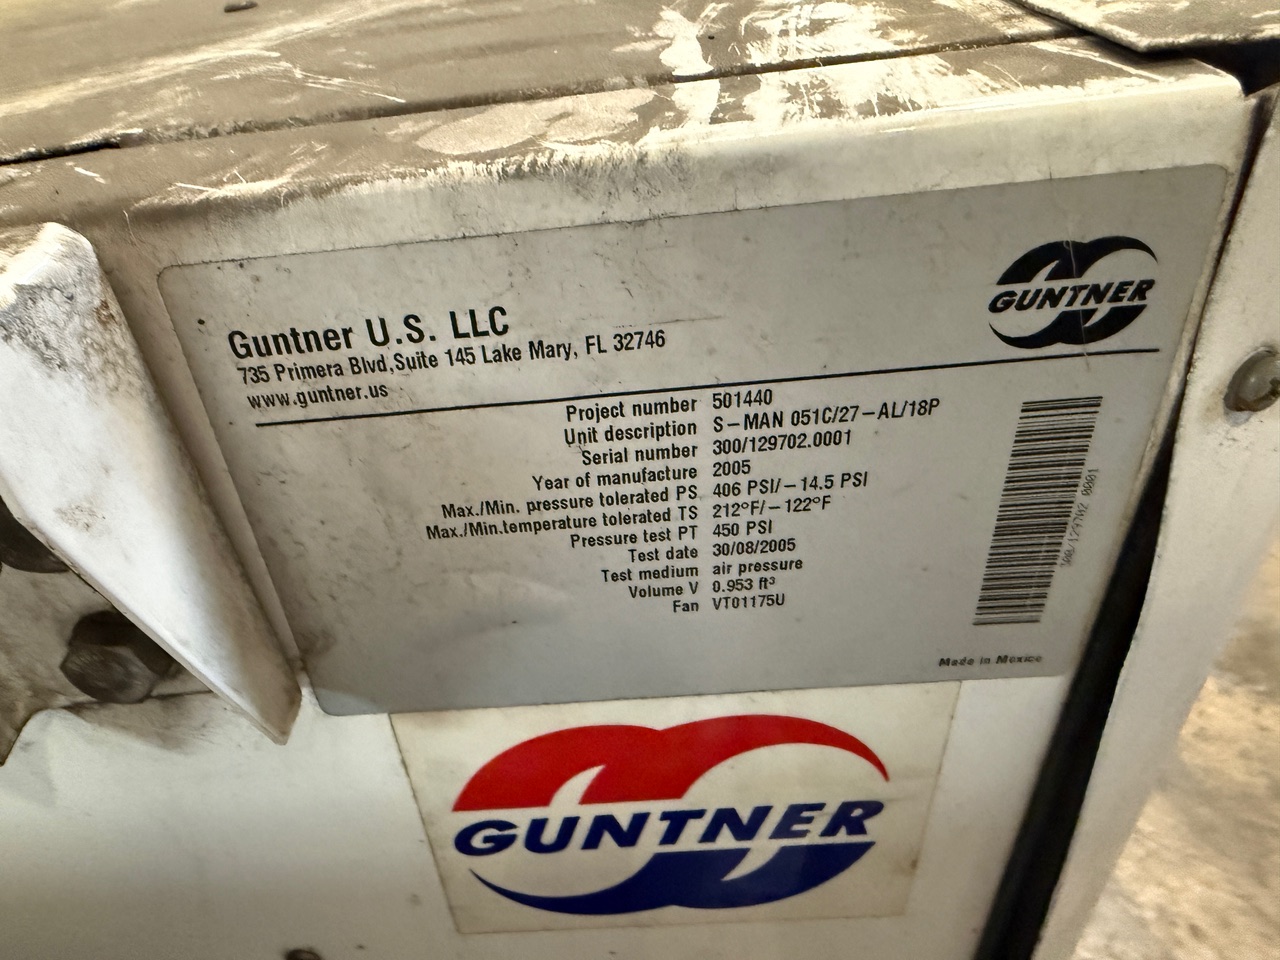 GUNTNER
Guntner U.S. LLC
735 Primera Blvd,Suite 145 Lake Mary, FL 32746
www.guntner.us
Project number 501440
Unit description S-MAN 051C/27-AL/18P
Serial number 300/129702.0001
Year of manufacture 2005
Max./Min. pressure tolerated PS 406 PSI/-14.5 PSI
Max./Min.temperature tolerated TS 212°F/-122°F
Pressure test PT 450 PSI
Test date 30/08/2005
Test medium air pressure
Volume V 0.953 ft³
Fan VT01175U
300/129702 0001
Made in Mexico
GUNTNER